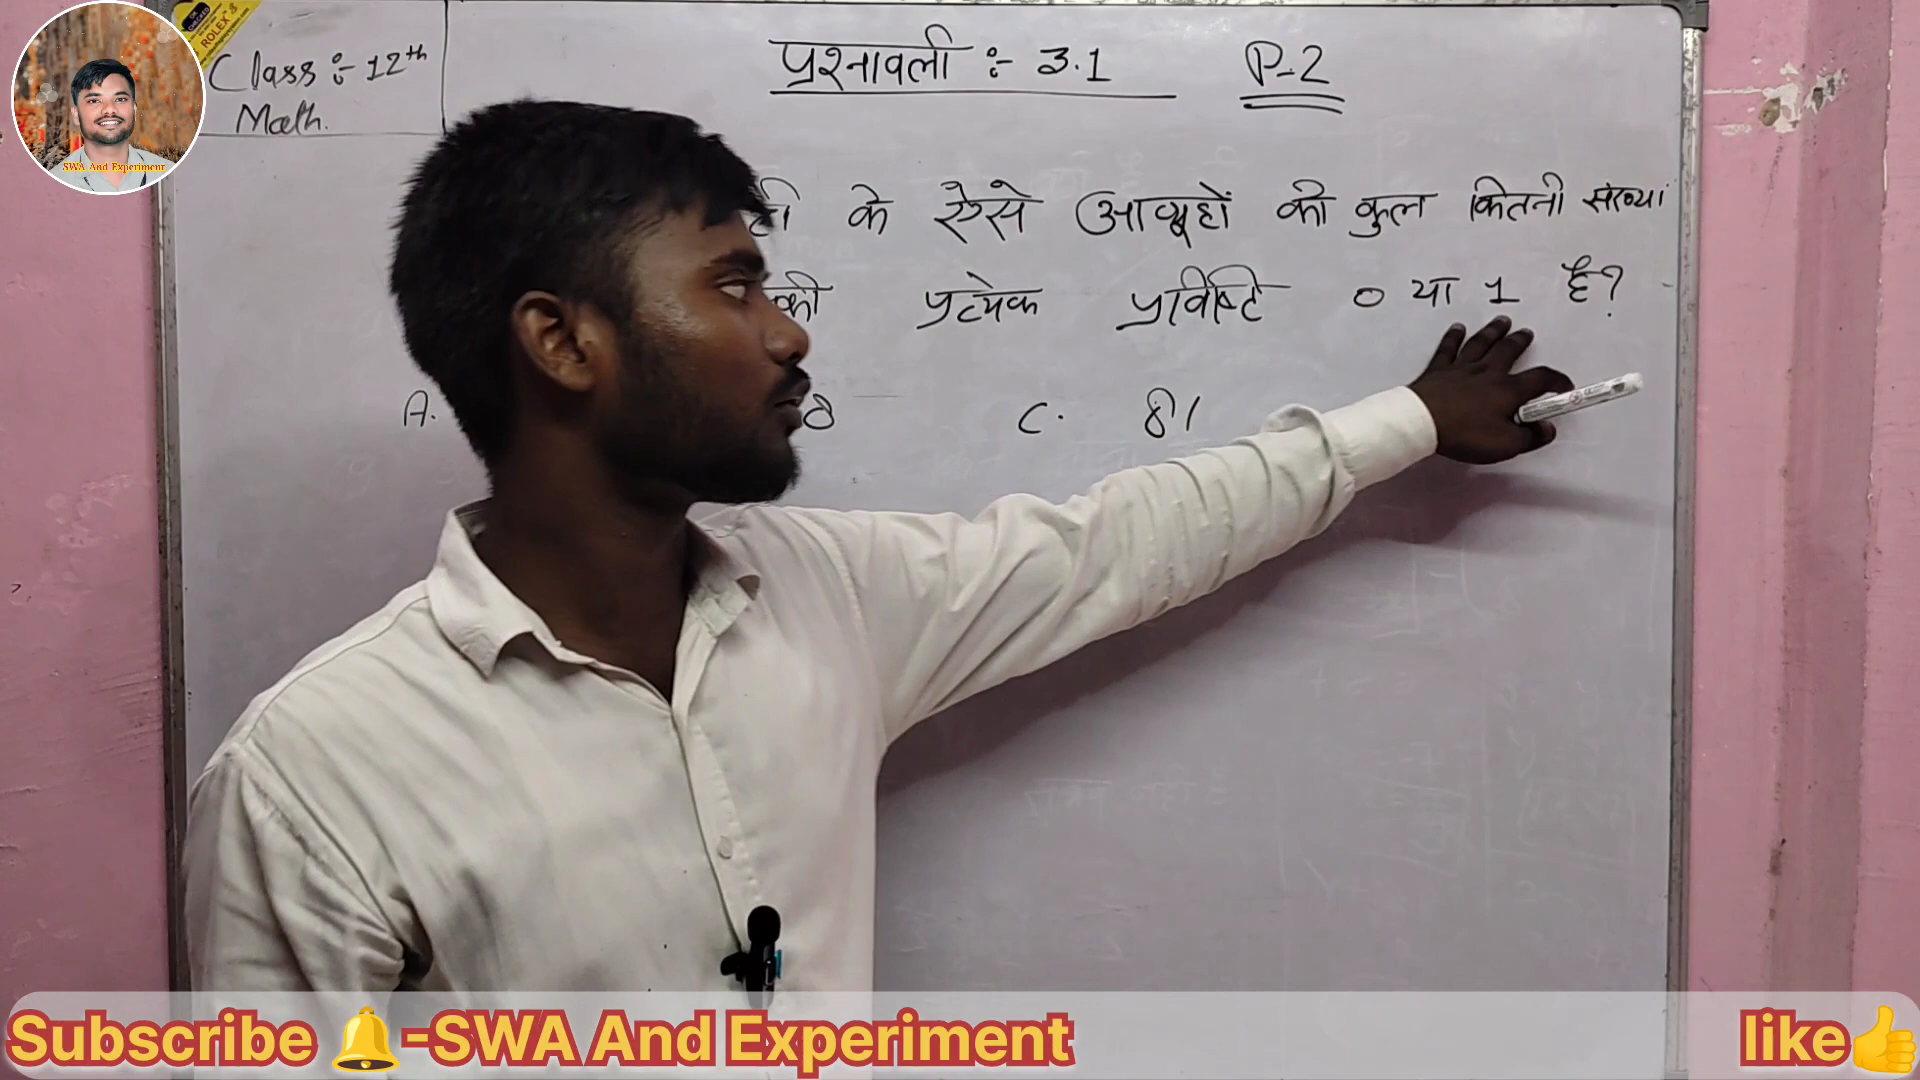 Class :- 12th
Math.
ROLEX
SWA And Experiment
प्रश्नावली :- 3.1 P-2
के ऐसे आव्यूहों की कुल कितनी संख्या
की प्रत्येक प्रविष्टि 0 या 1 है?
A. 8 C. 81
Subscribe 🔔-SWA And Experiment
like👍